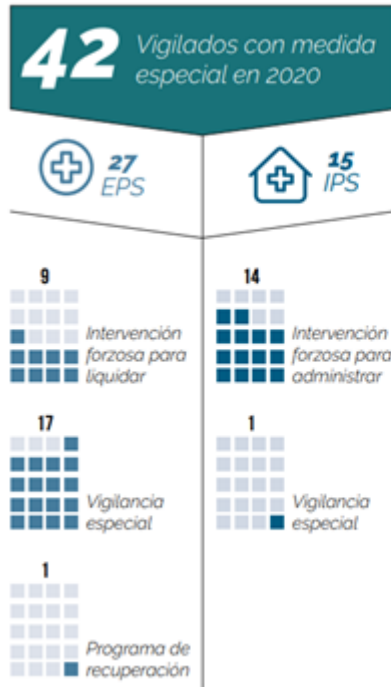 42 Vigilados con medida
especial en 2020
27
EPS
15
IPS
9
Intervención
forzosa para
liquidar
14
Intervención
forzosa para
administrar
17
Vigilancia
especial
1
Vigilancia
especial
1
Programa de
recuperación